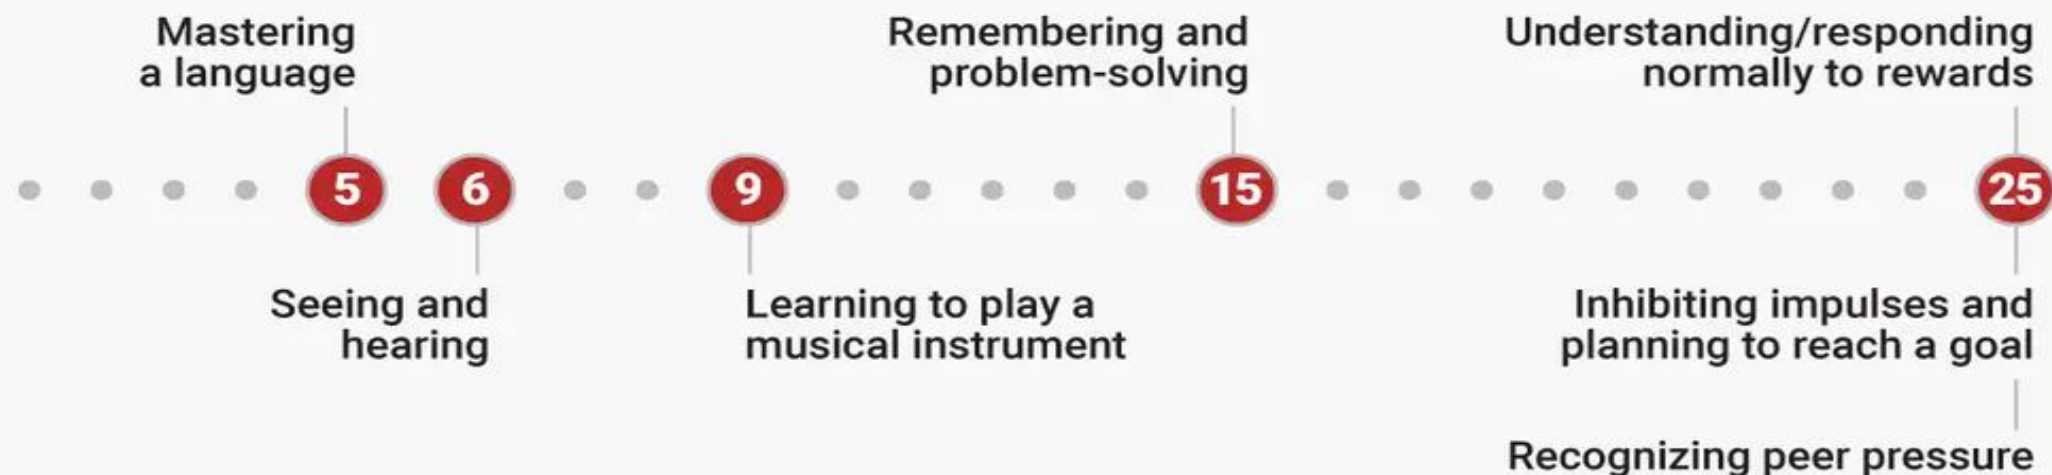 Mastering
a language
Remembering and
problem-solving
Understanding/responding
normally to rewards
5
6
9
15
25
Seeing and
hearing
Learning to play a
musical instrument
Inhibiting impulses and
planning to reach a goal
Recognizing peer pressure